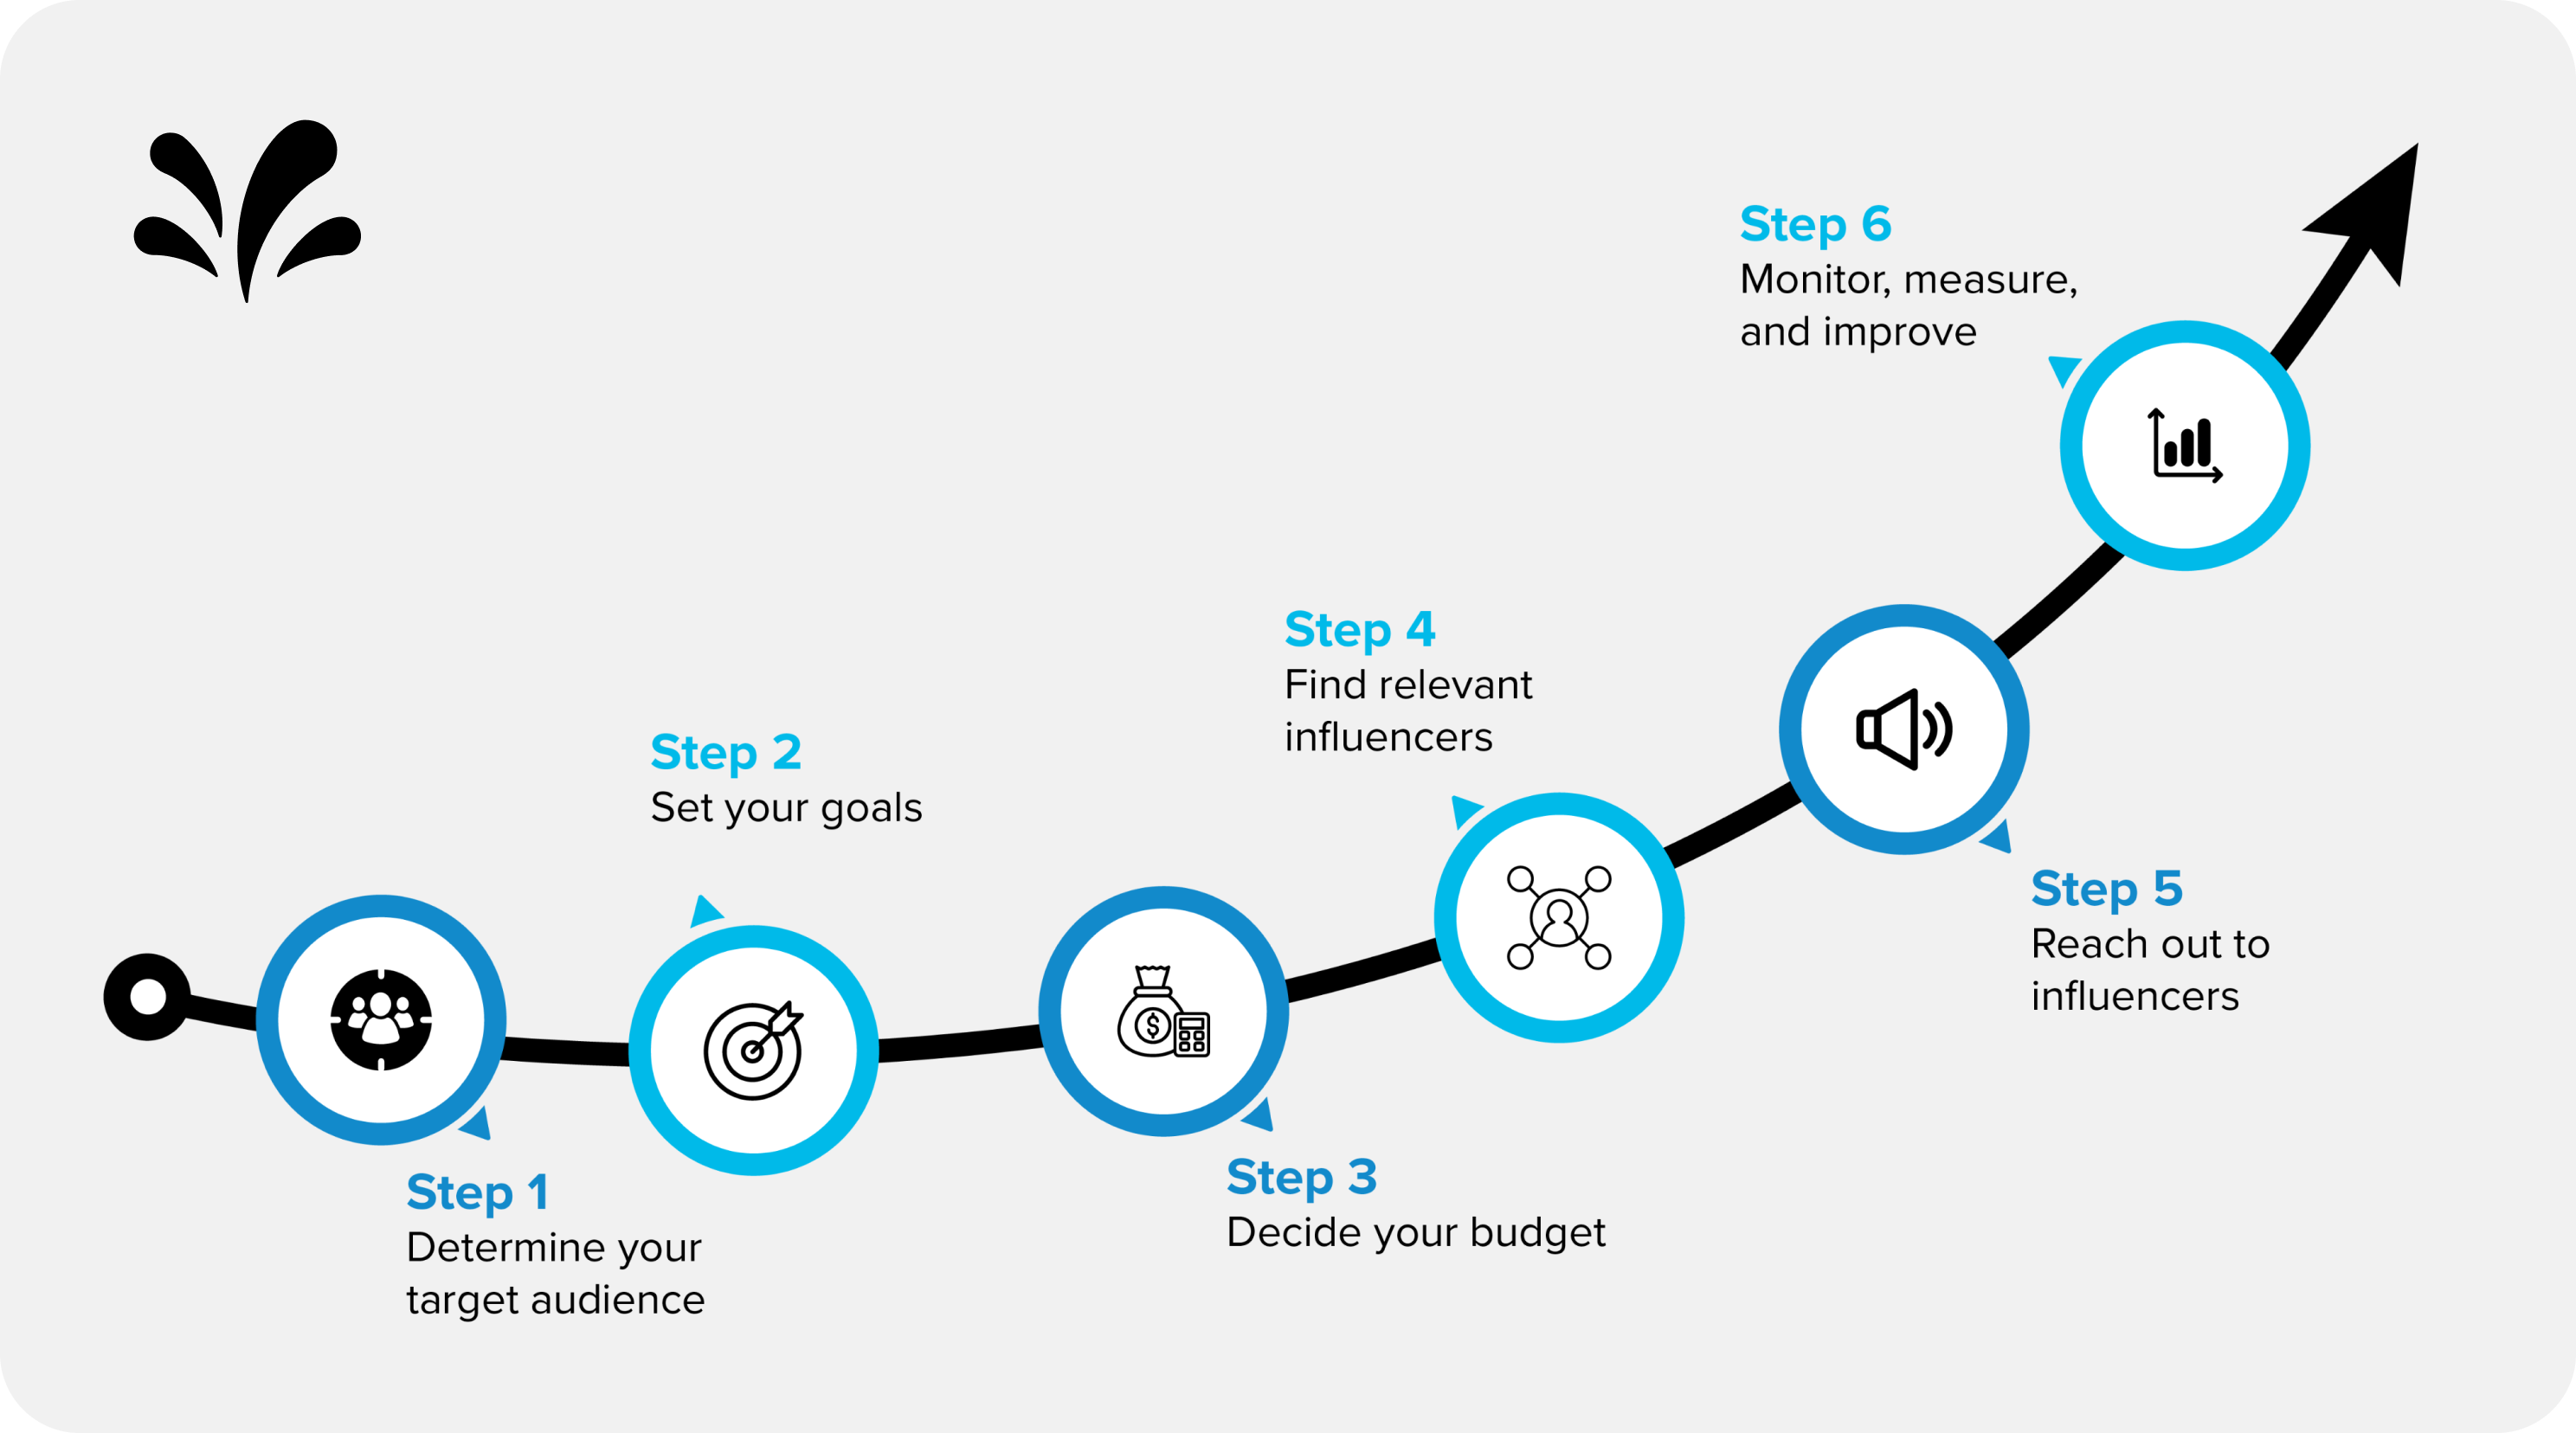 Step 1
Determine your
target audience
Step 2
Set your goals
Step 3
Decide your budget
Step 4
Find relevant
influencers
Step 5
Reach out to
influencers
Step 6
Monitor, measure,
and improve